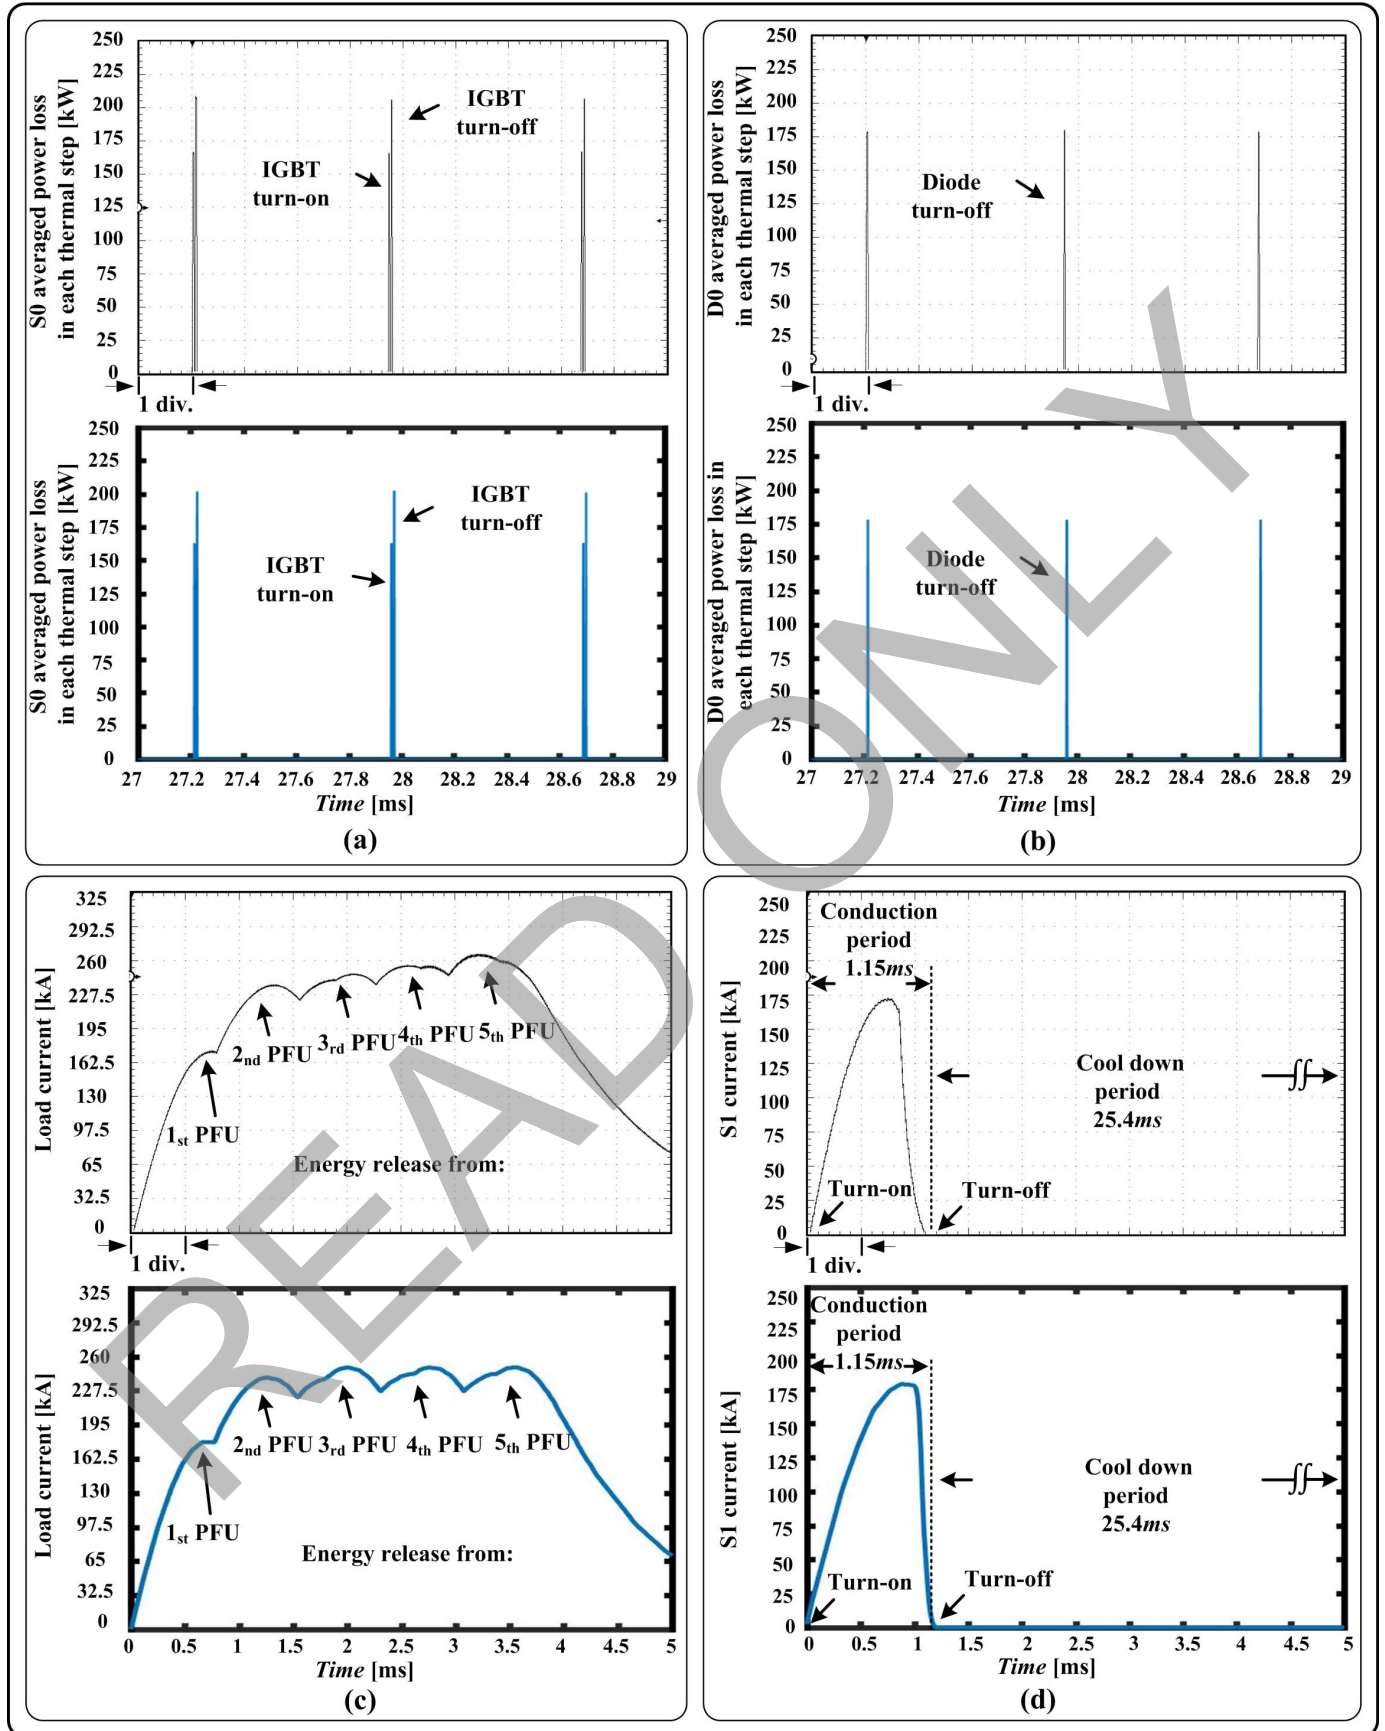 250
225
200
175
150
125
100
75
50
25
0
S0 averaged power loss
in each thermal step [kW]
IGBT
turn-off
IGBT
turn-on
1 div.
250
225
200
175
150
125
100
75
50
25
0
S0 averaged power loss
in each thermal step [kW]
IGBT
turn-off
IGBT
turn-on
27 27.2 27.4 27.6 27.8 28 28.2 28.4 28.6 28.8 29
Time [ms]
(a)
250
225
200
175
150
125
100
75
50
25
0
D0 averaged power loss
in each thermal step [kW]
Diode
turn-off
1 div.
250
225
200
175
150
125
100
75
50
25
0
D0 averaged power loss in
each thermal step [kW]
Diode
turn-off
27 27.2 27.4 27.6 27.8 28 28.2 28.4 28.6 28.8 29
Time [ms]
(b)
325
292.5
260
227.5
195
162.5
130
97.5
65
32.5
0
Load current [kA]
1st PFU
2nd PFU 3rd PFU 4th PFU 5th PFU
Energy release from:
1 div.
325
292.5
260
227.5
195
162.5
130
97.5
65
32.5
0
Load current [kA]
2nd PFU 3rd PFU 4th PFU 5th PFU
1st PFU
Energy release from:
0 0.5 1 1.5 2 2.5 3 3.5 4 4.5 5
Time [ms]
(c)
250
225
200
175
150
125
100
75
50
25
0
S1 current [kA]
Conduction
period
1.15ms
Cool down
period
25.4ms
Turn-on
Turn-off
1 div.
250
225
200
175
150
125
100
75
50
25
0
S1 current [kA]
Conduction
period
1.15ms
Cool down
period
25.4ms
Turn-on
Turn-off
0 0.5 1 1.5 2 2.5 3 3.5 4 4.5 5
Time [ms]
(d)
READ ONLY